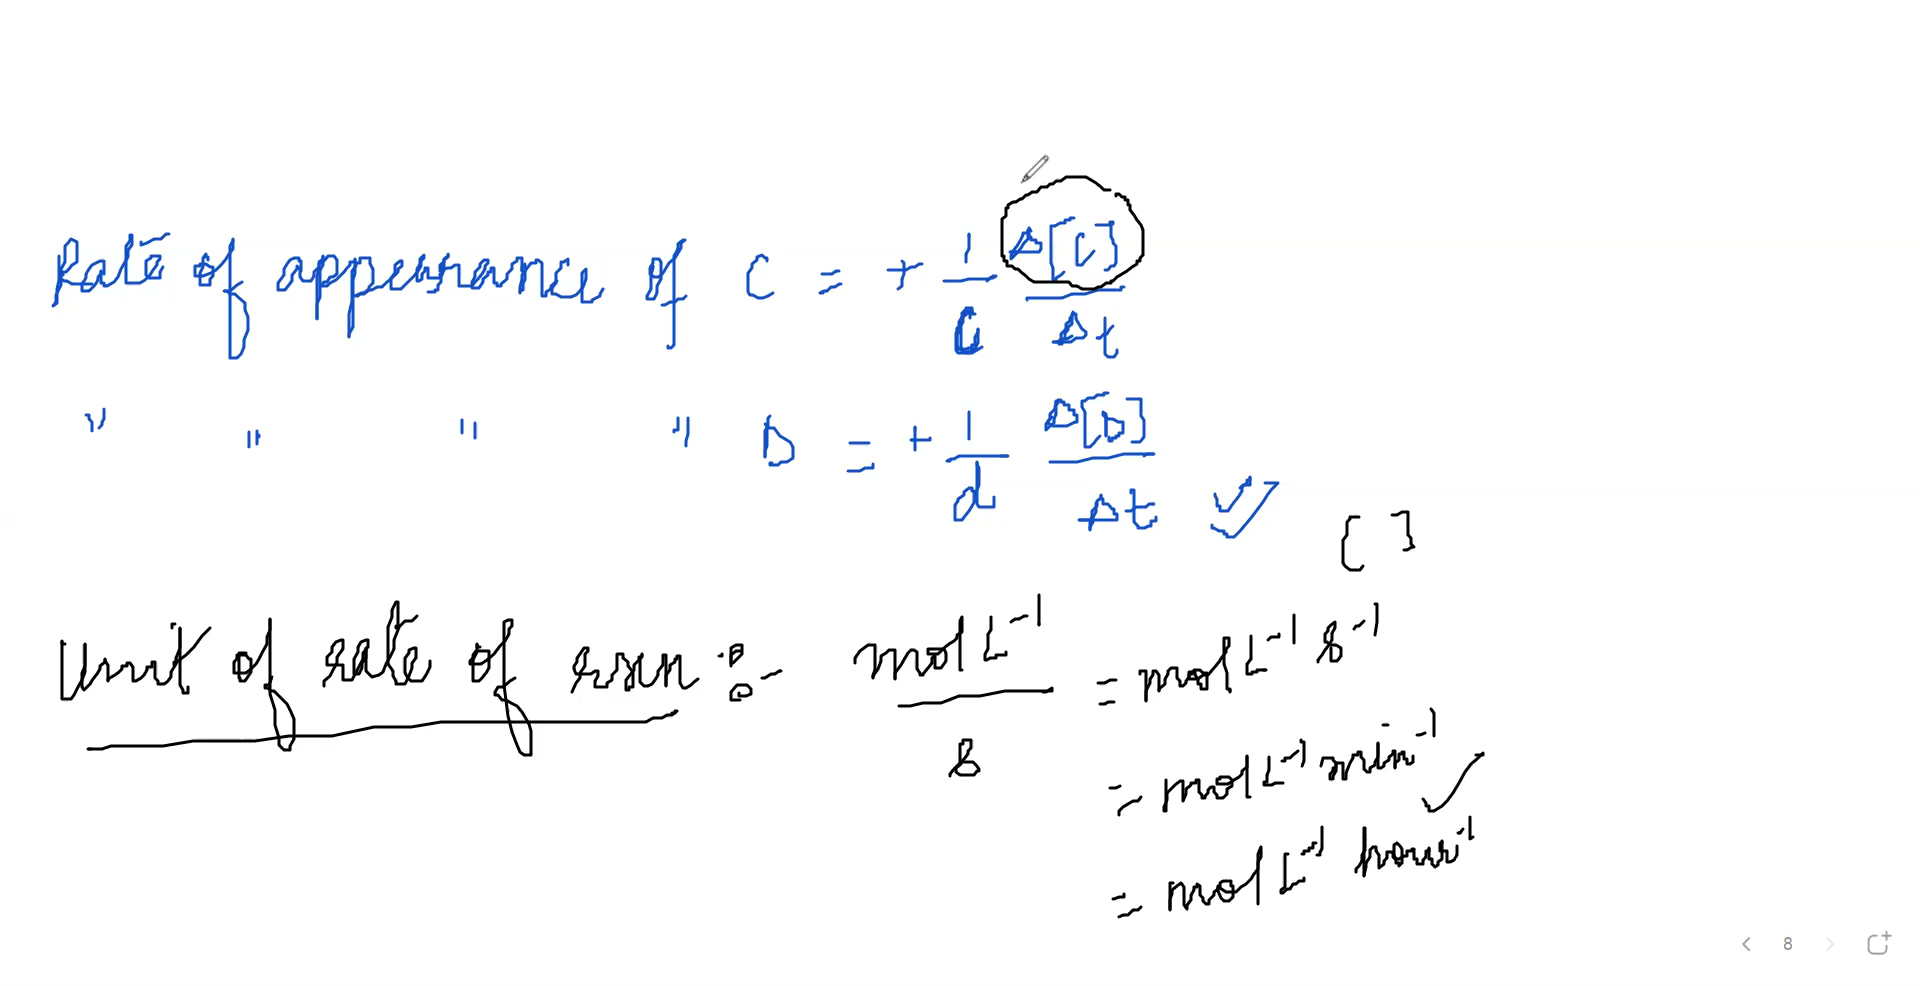 Rate of appearance of C = + 1/C Δ[C]/Δt
" " " " D = + 1/d Δ[D]/Δt
[ ]
Unit of rate of rxn :- mol L⁻¹/s = mol L⁻¹ s⁻¹
= mol L⁻¹ min⁻¹
= mol L⁻¹ hour⁻¹
8